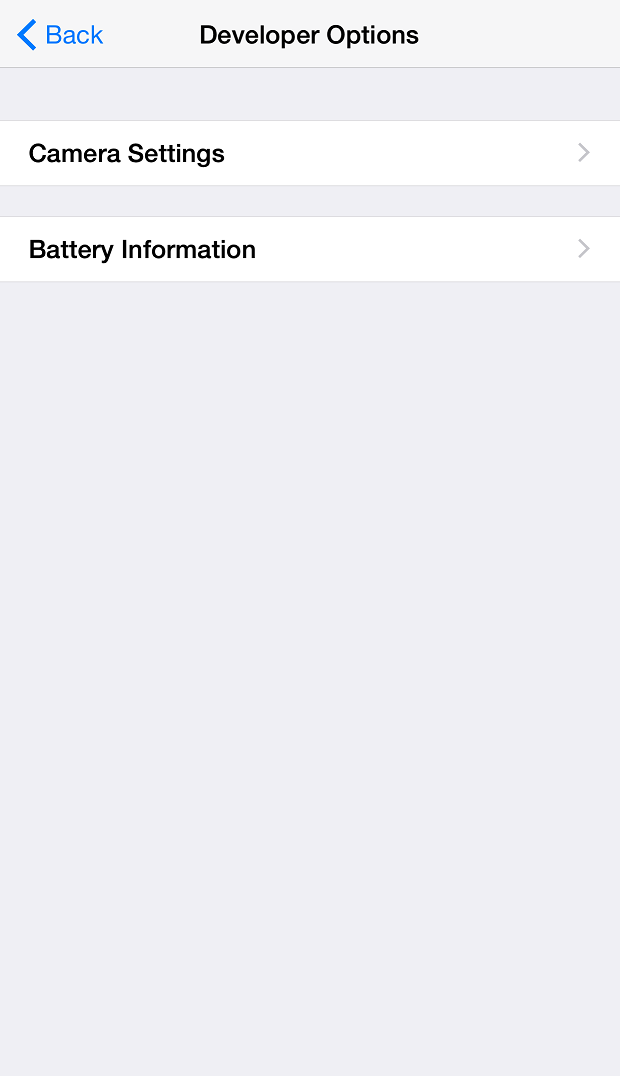 Back
Developer Options
Camera Settings
Battery Information